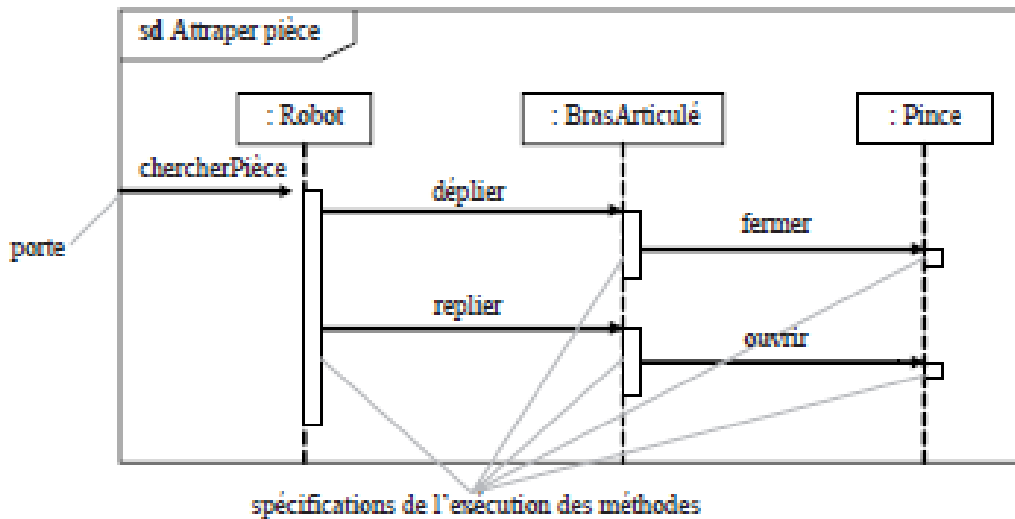 sd Attraper pièce
: Robot
: BrasArticulé
: Pince
chercherPièce
déplier
fermer
porte
replier
ouvrir
spécifications de l'exécution des méthodes